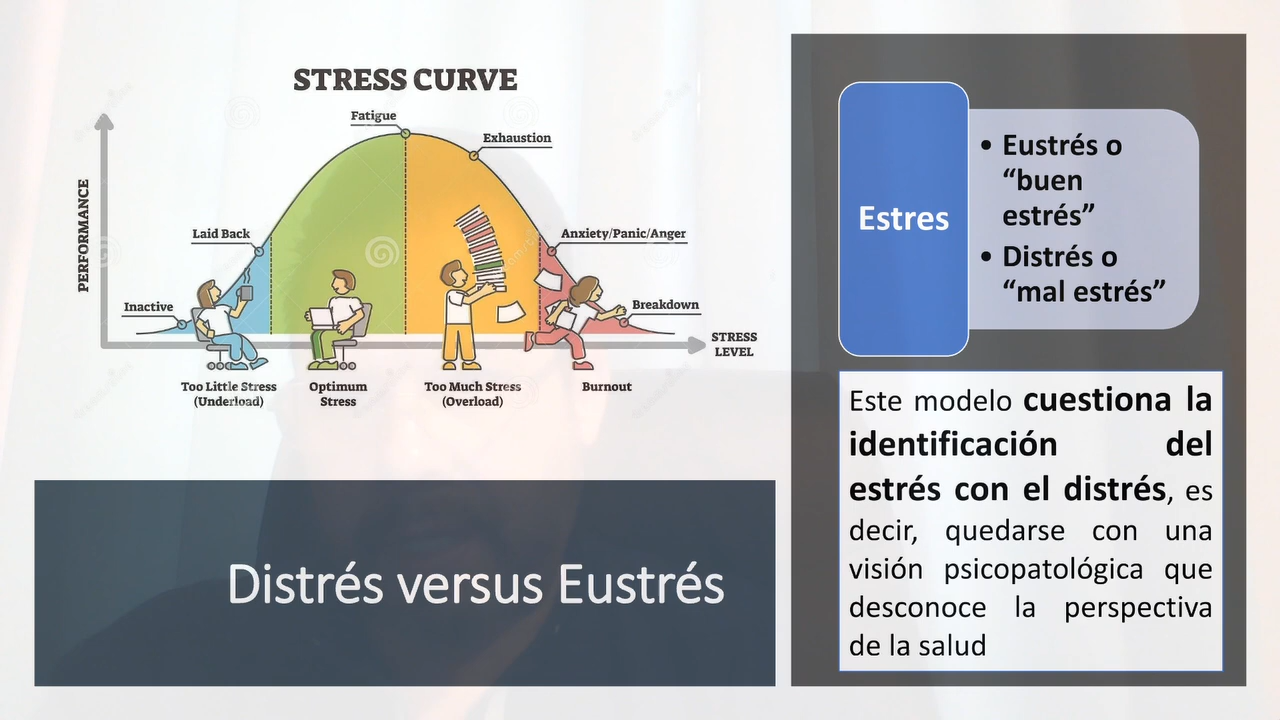 STRESS CURVE
Fatigue
Exhaustion
PERFORMANCE
Laid Back
Anxiety/Panic/Anger
Inactive
Breakdown
STRESS
LEVEL
Too Little Stress
(Underload)
Optimum
Stress
Too Much Stress
(Overload)
Burnout
Distrés versus Eustrés
Estres
• Eustrés o
“buen
estrés”
• Distrés o
“mal estrés”
Este modelo cuestiona la
identificación del
estrés con el distrés, es
decir, quedarse con una
visión psicopatológica que
desconoce la perspectiva
de la salud